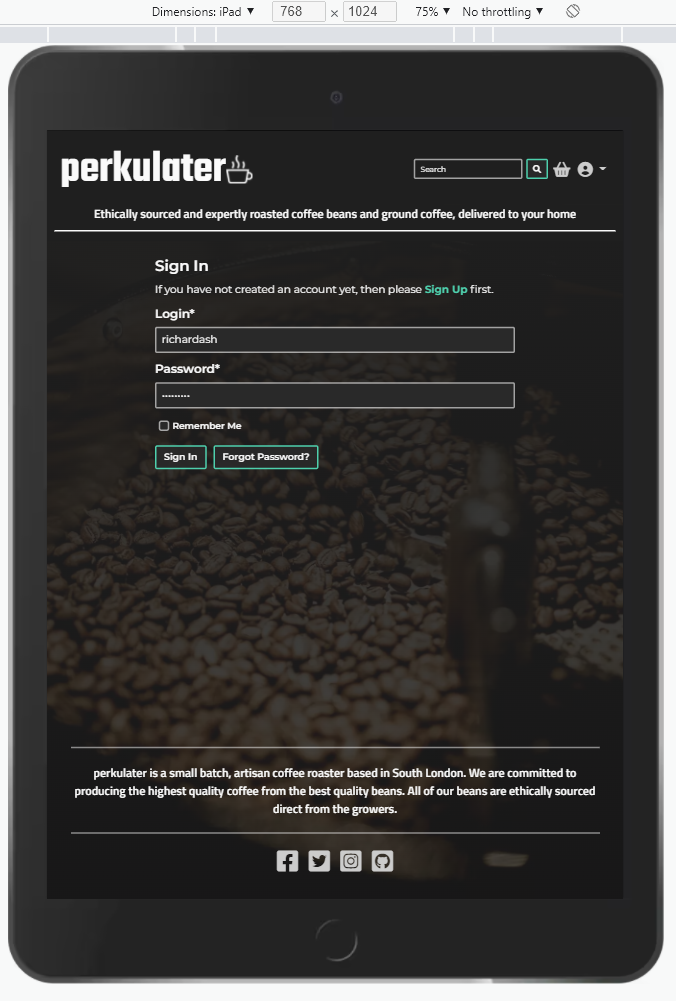 Dimensions: iPad ▼ 768 × 1024 75% ▼ No throttling ▼
perkulater
Search
Ethically sourced and expertly roasted coffee beans and ground coffee, delivered to your home
Sign In
If you have not created an account yet, then please Sign Up first.
Login*
richardash
Password*
•••••••••
Remember Me
Sign In Forgot Password?
perkulater is a small batch, artisan coffee roaster based in South London. We are committed to
producing the highest quality coffee from the best quality beans. All of our beans are ethically sourced
direct from the growers.